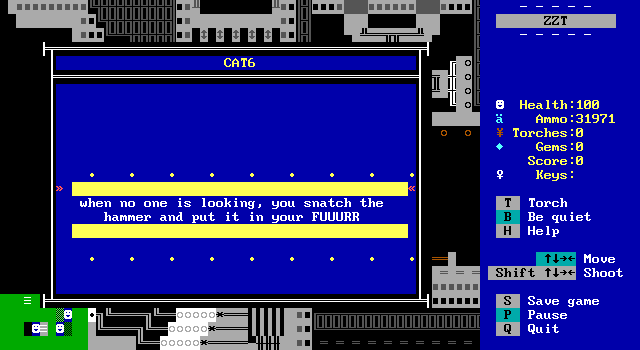 CAT6
when no one is looking, you snatch the
hammer and put it in your FUUURR
ZZT
Health:100
Ammo:31971
Torches:0
Gems:0
Score:0
Keys:
T Torch
B Be quiet
H Help
↑↓→← Move
Shift ↑↓→← Shoot
S Save game
P Pause
Q Quit